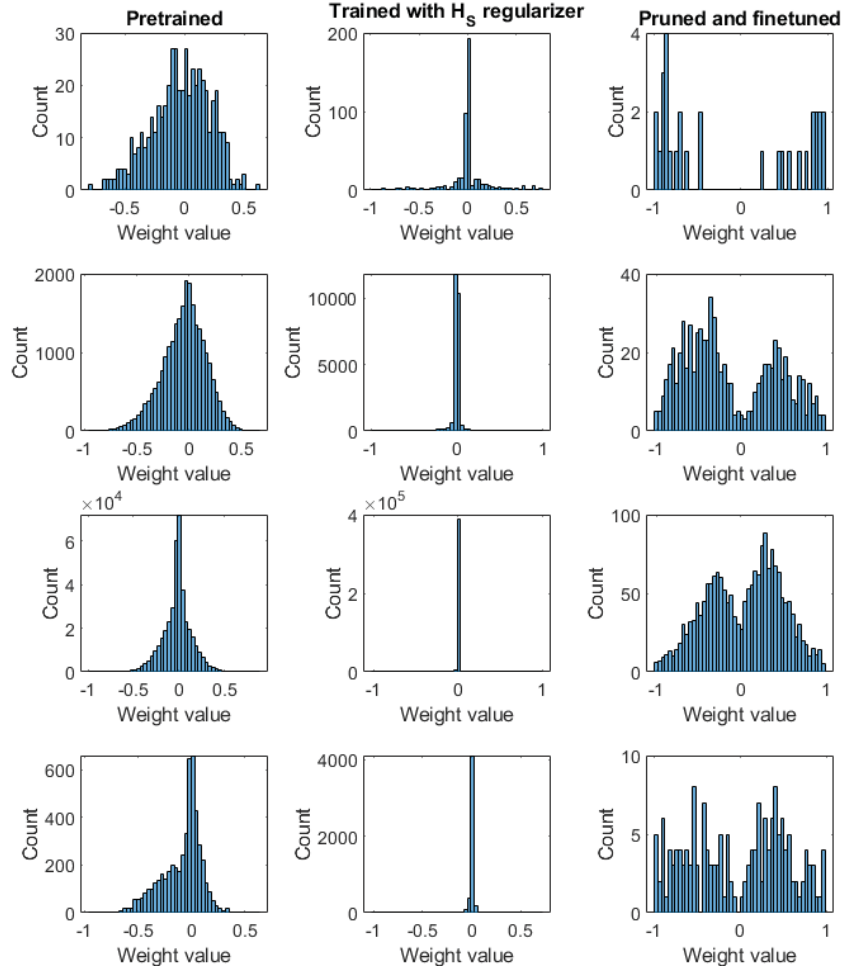 Pretrained
Trained with H_S regularizer
Pruned and finetuned
30
20
10
0
Count
-0.5 0 0.5
Weight value
200
100
0
Count
-1 -0.5 0 0.5
Weight value
4
2
0
Count
-1 0 1
Weight value
2000
1000
0
Count
-1 -0.5 0 0.5
Weight value
10000
5000
0
Count
-1 0 1
Weight value
40
20
0
Count
-1 0 1
Weight value
×10^4
6
4
2
0
Count
-1 -0.5 0 0.5
Weight value
×10^5
4
2
0
Count
-1 0 1
Weight value
100
50
0
Count
-1 0 1
Weight value
600
400
200
0
Count
-1 -0.5 0 0.5
Weight value
4000
2000
0
Count
-1 -0.5 0 0.5
Weight value
10
5
0
Count
-1 0 1
Weight value